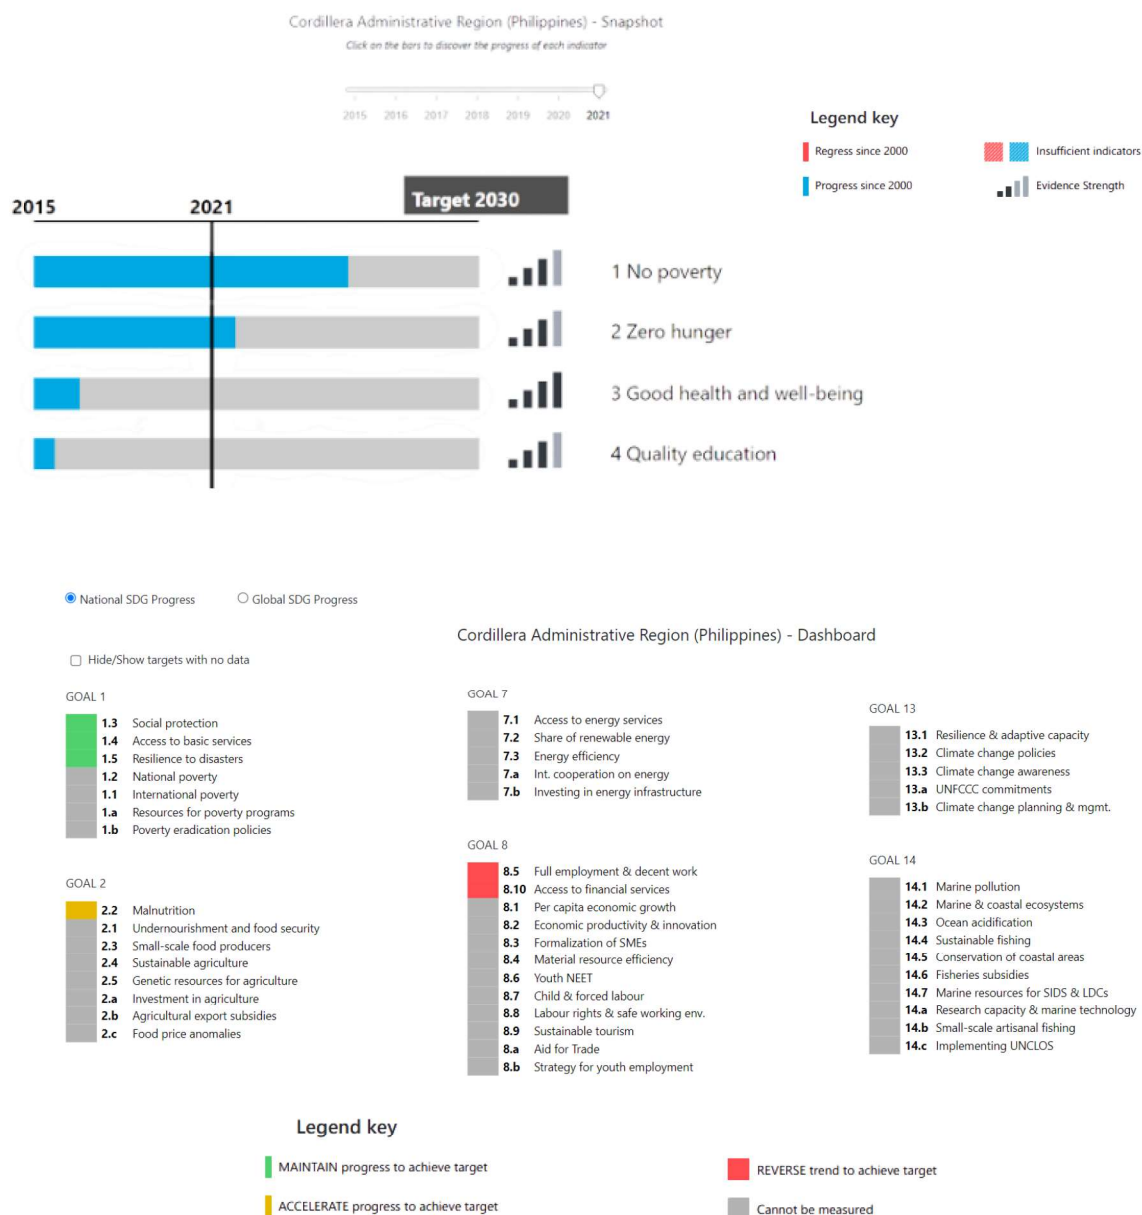 Cordillera Administrative Region (Philippines) - Snapshot
Click on the bars to discover the progress of each indicator
2015 2016 2017 2018 2019 2020 2021
Legend key
Regress since 2000
Insufficient indicators
Progress since 2000
Evidence Strength
2015 2021 Target 2030
1 No poverty
2 Zero hunger
3 Good health and well-being
4 Quality education
National SDG Progress Global SDG Progress
Cordillera Administrative Region (Philippines) - Dashboard
Hide/Show targets with no data
GOAL 1
1.3 Social protection
1.4 Access to basic services
1.5 Resilience to disasters
1.2 National poverty
1.1 International poverty
1.a Resources for poverty programs
1.b Poverty eradication policies
GOAL 2
2.2 Malnutrition
2.1 Undernourishment and food security
2.3 Small-scale food producers
2.4 Sustainable agriculture
2.5 Genetic resources for agriculture
2.a Investment in agriculture
2.b Agricultural export subsidies
2.c Food price anomalies
GOAL 7
7.1 Access to energy services
7.2 Share of renewable energy
7.3 Energy efficiency
7.a Int. cooperation on energy
7.b Investing in energy infrastructure
GOAL 8
8.5 Full employment & decent work
8.10 Access to financial services
8.1 Per capita economic growth
8.2 Economic productivity & innovation
8.3 Formalization of SMEs
8.4 Material resource efficiency
8.6 Youth NEET
8.7 Child & forced labour
8.8 Labour rights & safe working env.
8.9 Sustainable tourism
8.a Aid for Trade
8.b Strategy for youth employment
GOAL 13
13.1 Resilience & adaptive capacity
13.2 Climate change policies
13.3 Climate change awareness
13.a UNFCCC commitments
13.b Climate change planning & mgmt.
GOAL 14
14.1 Marine pollution
14.2 Marine & coastal ecosystems
14.3 Ocean acidification
14.4 Sustainable fishing
14.5 Conservation of coastal areas
14.6 Fisheries subsidies
14.7 Marine resources for SIDS & LDCs
14.a Research capacity & marine technology
14.b Small-scale artisanal fishing
14.c Implementing UNCLOS
Legend key
MAINTAIN progress to achieve target
REVERSE trend to achieve target
ACCELERATE progress to achieve target
Cannot be measured